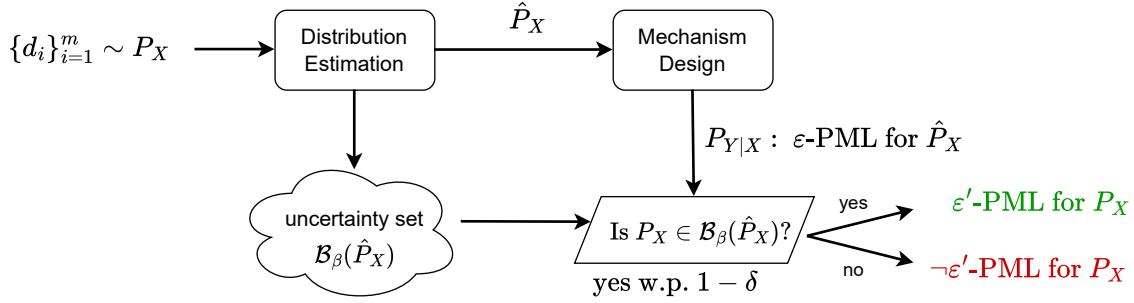 {d_i}_{i=1}^m ∼ P_X
Distribution
Estimation
P̂_X
Mechanism
Design
P_{Y|X} : ε-PML for P̂_X
uncertainty set
𝓑_β(P̂_X)
Is P_X ∈ 𝓑_β(P̂_X)?
yes w.p. 1 − δ
yes
ε′-PML for P_X
no
¬ε′-PML for P_X